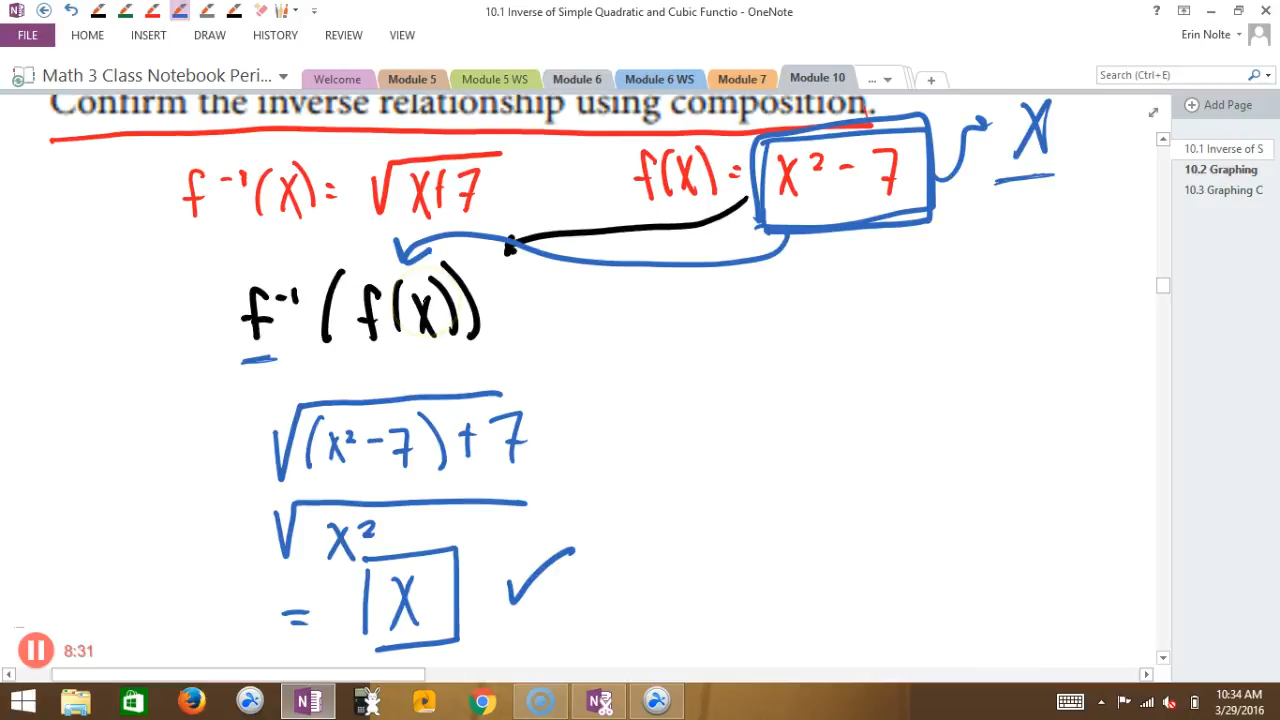 10.1 Inverse of Simple Quadratic and Cubic Functio - OneNote
?
FILE HOME INSERT DRAW HISTORY REVIEW VIEW
Erin Nolte
Math 3 Class Notebook Peri...
Welcome Module 5 Module 5 WS Module 6 Module 6 WS Module 7 Module 10 ... +
Search (Ctrl+E)
Add Page
10.1 Inverse of S
10.2 Graphing
10.3 Graphing C
Confirm the inverse relationship using composition.
f⁻¹(x) = √(x+7)
f(x) = x² - 7
x
f⁻¹(f(x))
√((x² - 7) + 7)
√(x²)
= x ✓
8:31
10:34 AM
3/29/2016